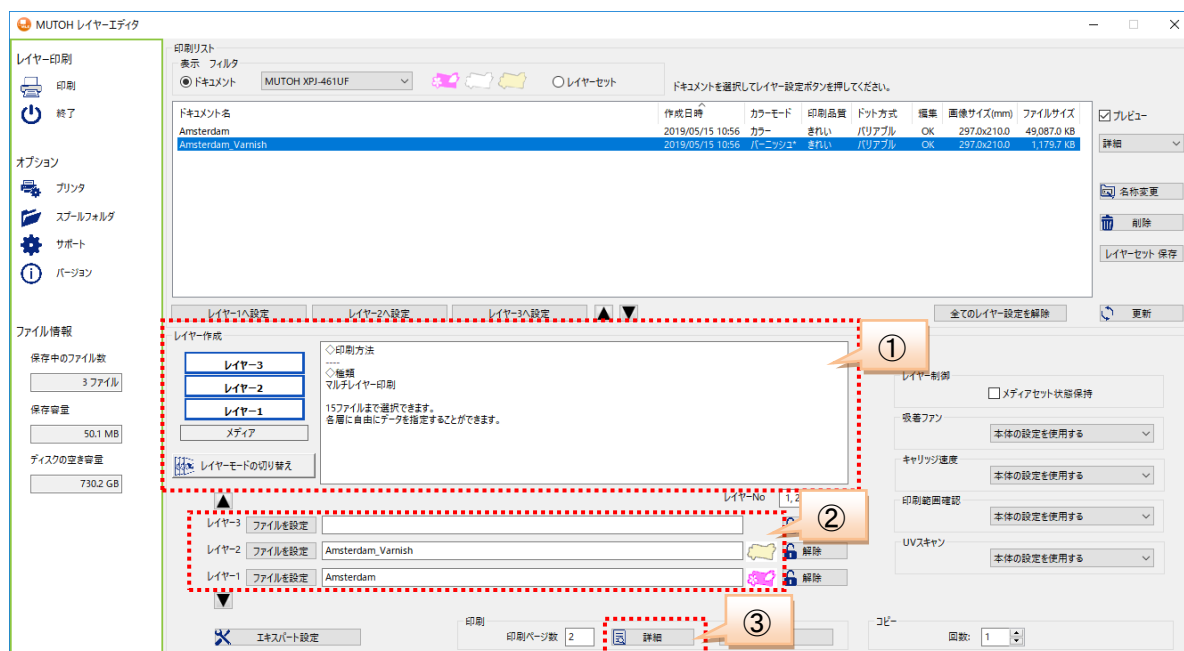 MUTOH レイヤーエディタ
レイヤー印刷
印刷
終了
オプション
プリンタ
スプールフォルダ
サポート
バージョン
ファイル情報
保存中のファイル数
3 ファイル
保存容量
50.1 MB
ディスクの空き容量
730.2 GB
印刷リスト
表示 フィルタ
ドキュメント MUTOH XPJ-461UF レイヤーセット ドキュメントを選択してレイヤー設定ボタンを押してください。
ドキュメント名 作成日時 カラーモード 印刷品質 ドット方式 編集 画像サイズ(mm) ファイルサイズ
Amsterdam 2019/05/15 10:56 カラー きれい バリアブル OK 297.0x210.0 49,087.0 KB
Amsterdam_Varnish 2019/05/15 10:56 バーニッシュ* きれい バリアブル OK 297.0x210.0 1,179.7 KB
プレビュー
詳細
名称変更
削除
レイヤーセット 保存
レイヤー1へ設定 レイヤー2へ設定 レイヤー3へ設定 ▲ ▼ 全てのレイヤー設定を解除 更新
レイヤー作成
レイヤー3
レイヤー2
レイヤー1
メディア
レイヤーモードの切り替え
◇印刷方法
----
◇種類
マルチレイヤー印刷
15ファイルまで選択できます。
各層に自由にデータを指定することができます。
①
レイヤー制御
メディアセット状態保持
吸着ファン
本体の設定を使用する
キャリッジ速度
本体の設定を使用する
印刷範囲確認
本体の設定を使用する
UVスキャン
本体の設定を使用する
▲
レイヤーNo 1, 2
レイヤー3 ファイルを設定
②
レイヤー2 ファイルを設定 Amsterdam_Varnish 解除
レイヤー1 ファイルを設定 Amsterdam 解除
▼
エキスパート設定
印刷
印刷ページ数 2 詳細
③
コピー
回数: 1